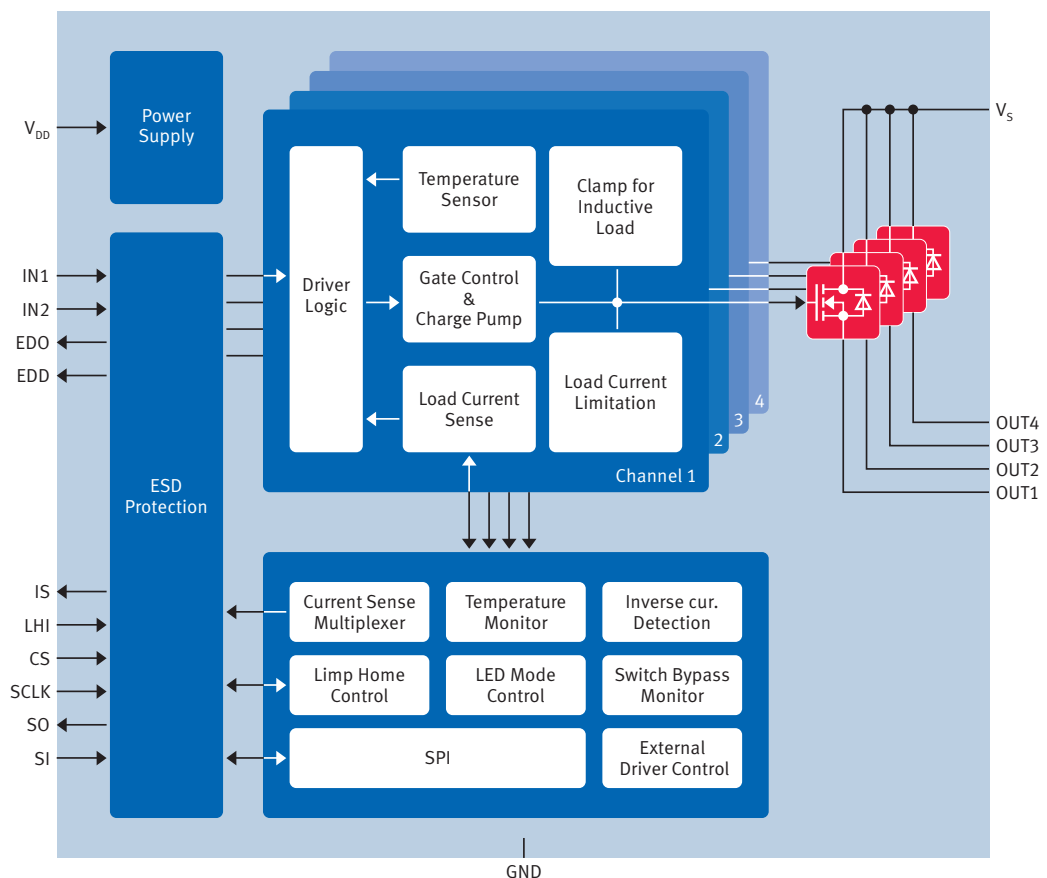 Power
Supply
V_DD
V_S
Temperature
Sensor
Clamp for
Inductive
Load
Driver
Logic
Gate Control
&
Charge Pump
Load Current
Sense
Load Current
Limitation
4
3
2
Channel 1
IN1
IN2
EDO
EDD
ESD
Protection
OUT4
OUT3
OUT2
OUT1
IS
LHI
CS
SCLK
SO
SI
Current Sense
Multiplexer
Temperature
Monitor
Inverse cur.
Detection
Limp Home
Control
LED Mode
Control
Switch Bypass
Monitor
SPI
External
Driver Control
GND